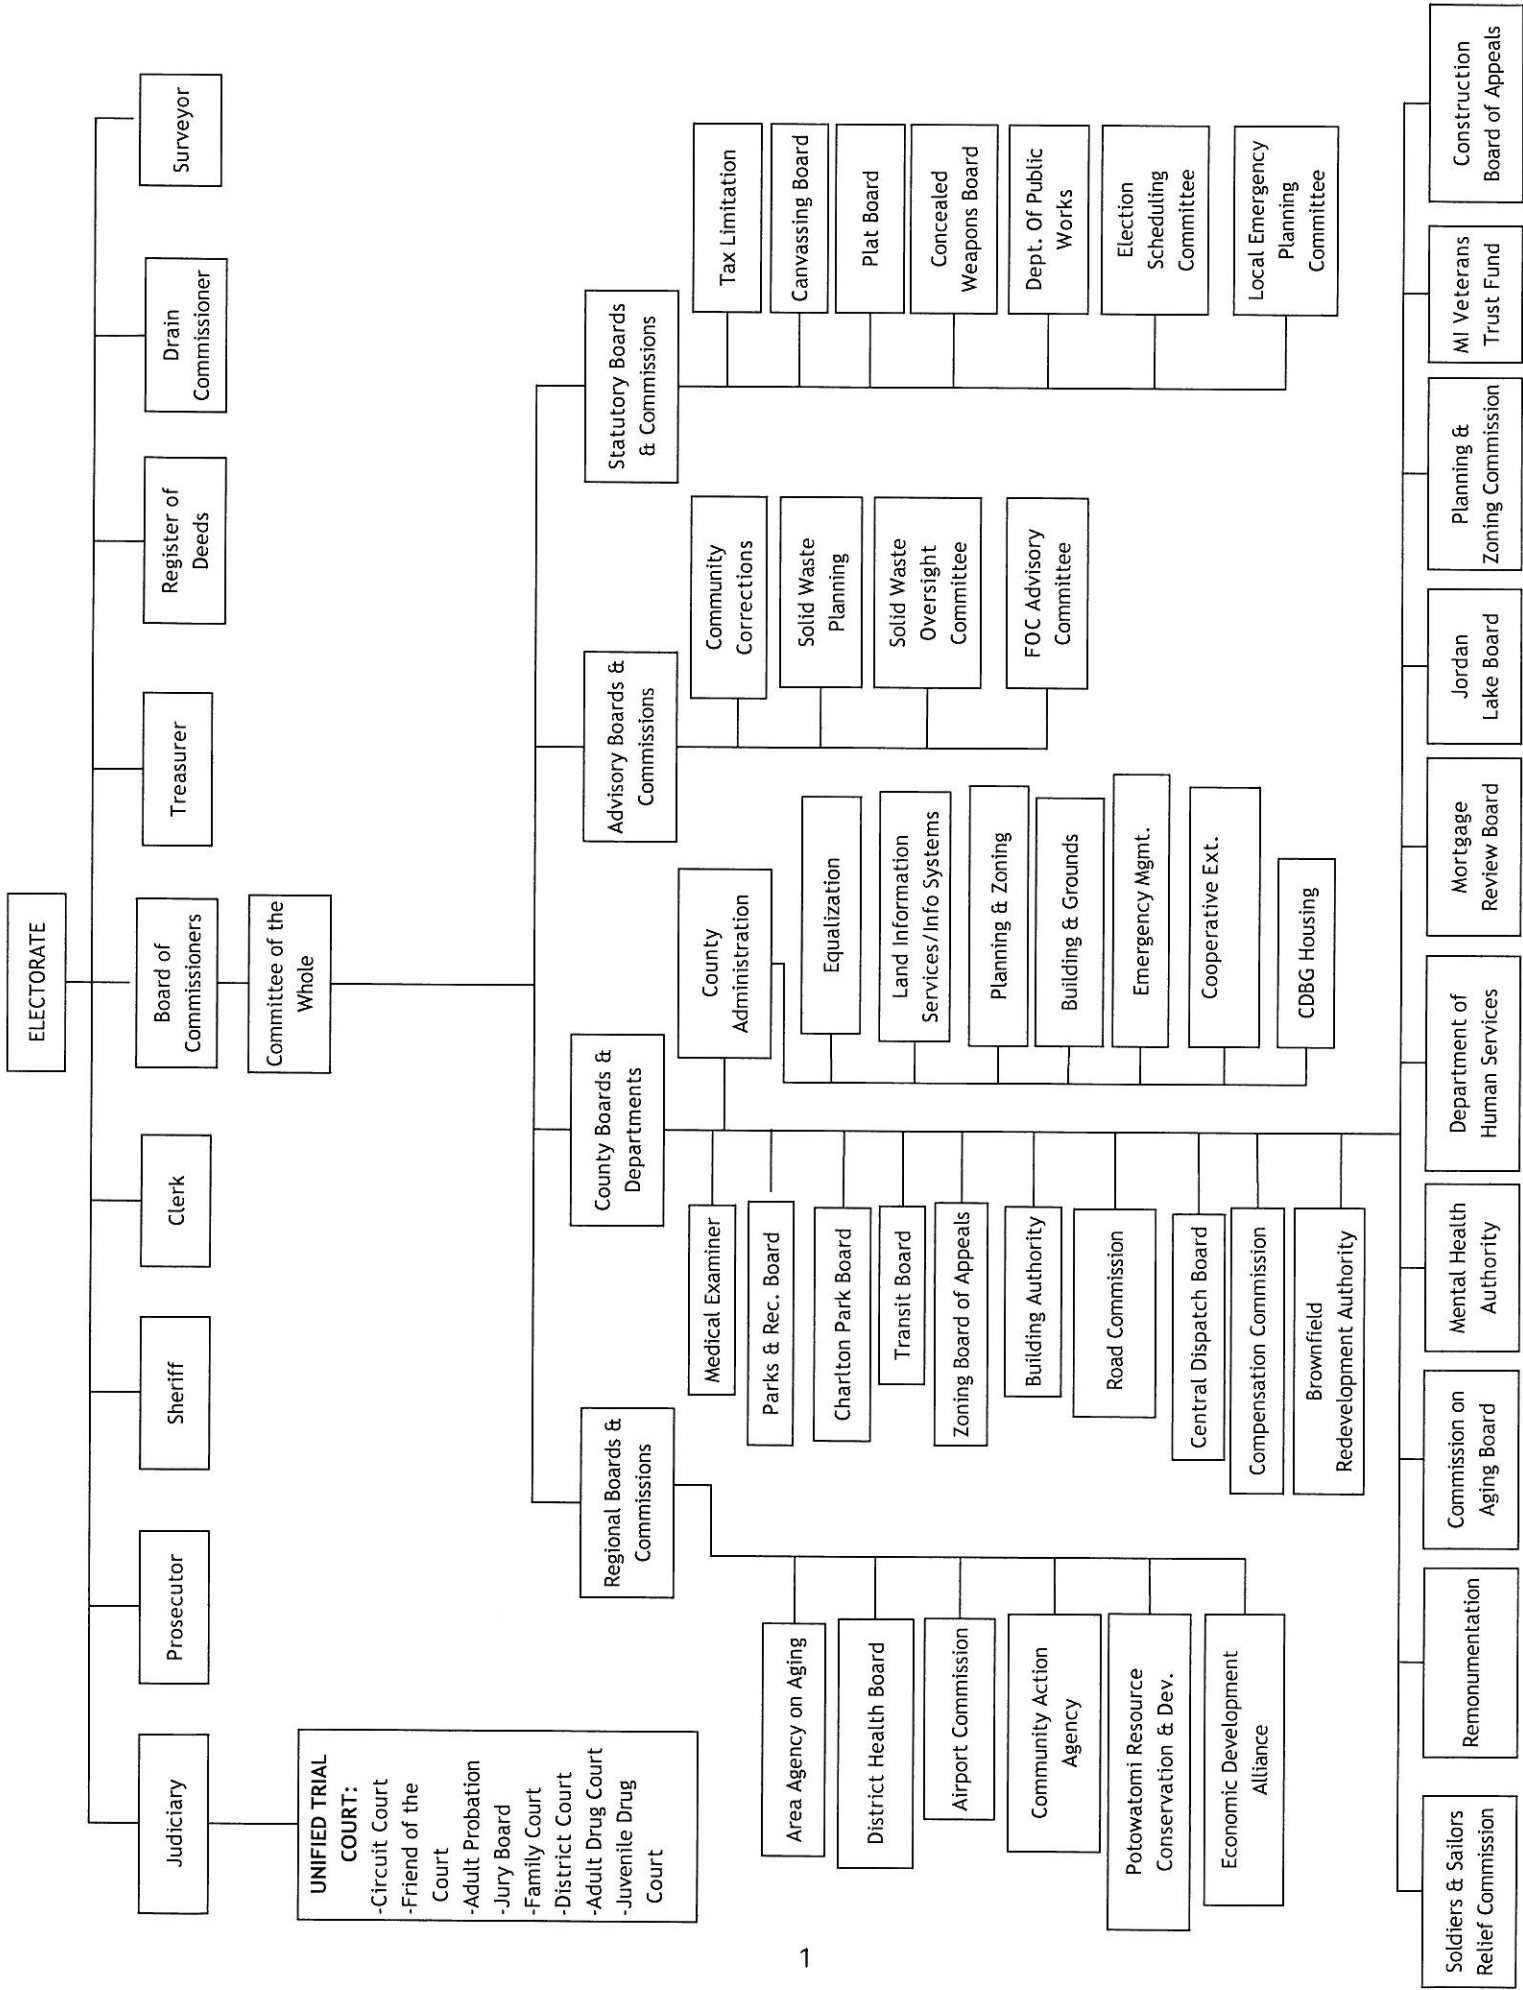 ELECTORATE
Judiciary
Prosecutor
Sheriff
Clerk
Board of
Commissioners
Treasurer
Register of
Deeds
Drain
Commissioner
Surveyor
UNIFIED TRIAL
COURT:
-Circuit Court
-Friend of the
Court
-Adult Probation
-Jury Board
-Family Court
-District Court
-Adult Drug Court
-Juvenile Drug
Court
Committee of the
Whole
Regional Boards &
Commissions
Area Agency on Aging
District Health Board
Airport Commission
Community Action
Agency
Potowatomi Resource
Conservation & Dev.
Economic Development
Alliance
County Boards &
Departments
Medical Examiner
Parks & Rec. Board
Charlton Park Board
Transit Board
Zoning Board of Appeals
Building Authority
Road Commission
Central Dispatch Board
Compensation Commission
Brownfield
Redevelopment Authority
County
Administration
Equalization
Land Information
Services/Info Systems
Planning & Zoning
Building & Grounds
Emergency Mgmt.
Cooperative Ext.
CDBG Housing
Advisory Boards &
Commissions
Community
Corrections
Solid Waste
Planning
Solid Waste
Oversight
Committee
FOC Advisory
Committee
Statutory Boards
& Commissions
Tax Limitation
Canvassing Board
Plat Board
Concealed
Weapons Board
Dept. Of Public
Works
Election
Scheduling
Committee
Local Emergency
Planning
Committee
Soldiers & Sailors
Relief Commission
Remonumentation
Commission on
Aging Board
Mental Health
Authority
Department of
Human Services
Mortgage
Review Board
Jordan
Lake Board
Planning &
Zoning Commission
MI Veterans
Trust Fund
Construction
Board of Appeals
1